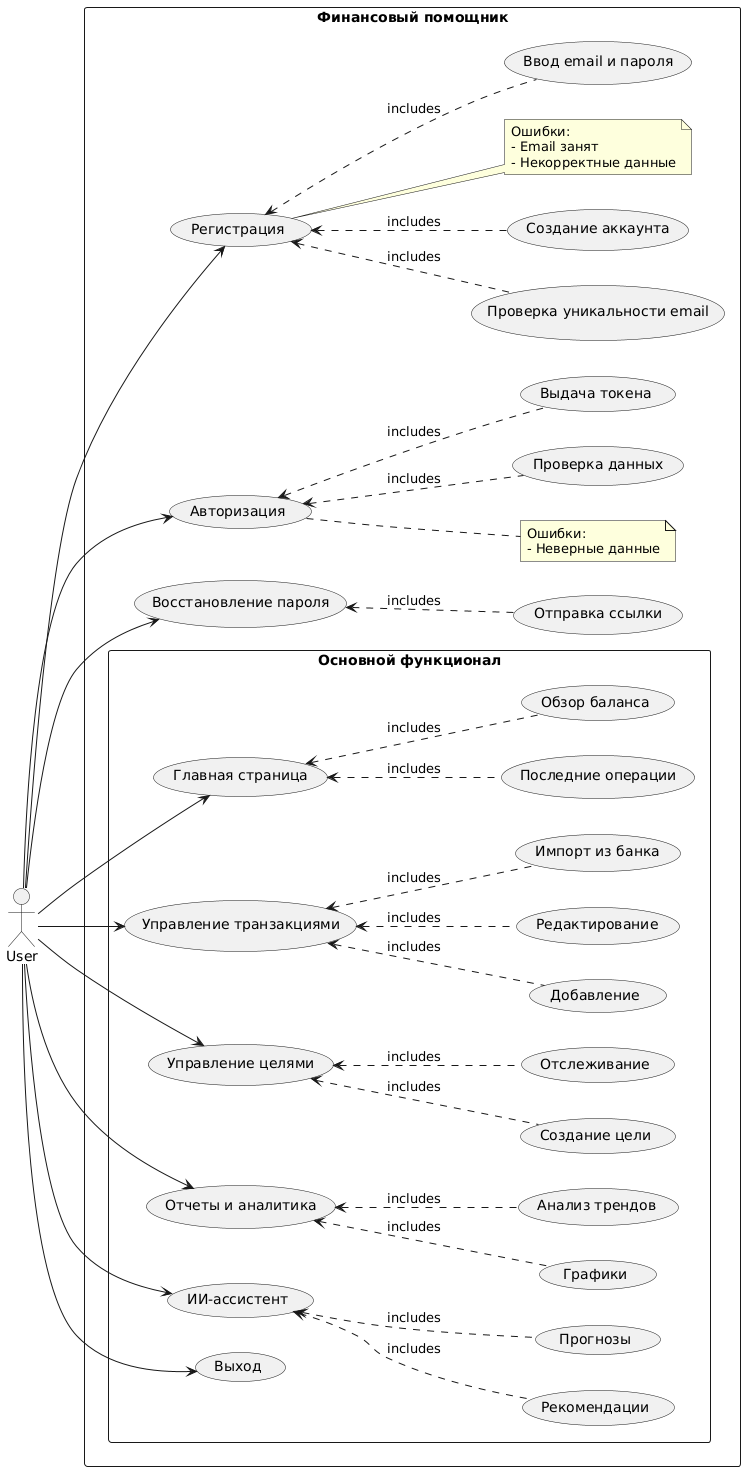 Финансовый помощник
Ввод email и пароля
includes
Ошибки:
- Email занят
- Некорректные данные
Регистрация
includes
Создание аккаунта
includes
Проверка уникальности email
Выдача токена
includes
Проверка данных
includes
Авторизация
Ошибки:
- Неверные данные
Восстановление пароля
includes
Отправка ссылки
Основной функционал
Обзор баланса
includes
Главная страница
includes
Последние операции
Импорт из банка
includes
Управление транзакциями
includes
Редактирование
includes
Добавление
User
Управление целями
includes
Отслеживание
includes
Создание цели
Отчеты и аналитика
includes
Анализ трендов
includes
Графики
ИИ-ассистент
includes
Прогнозы
includes
Выход
Рекомендации